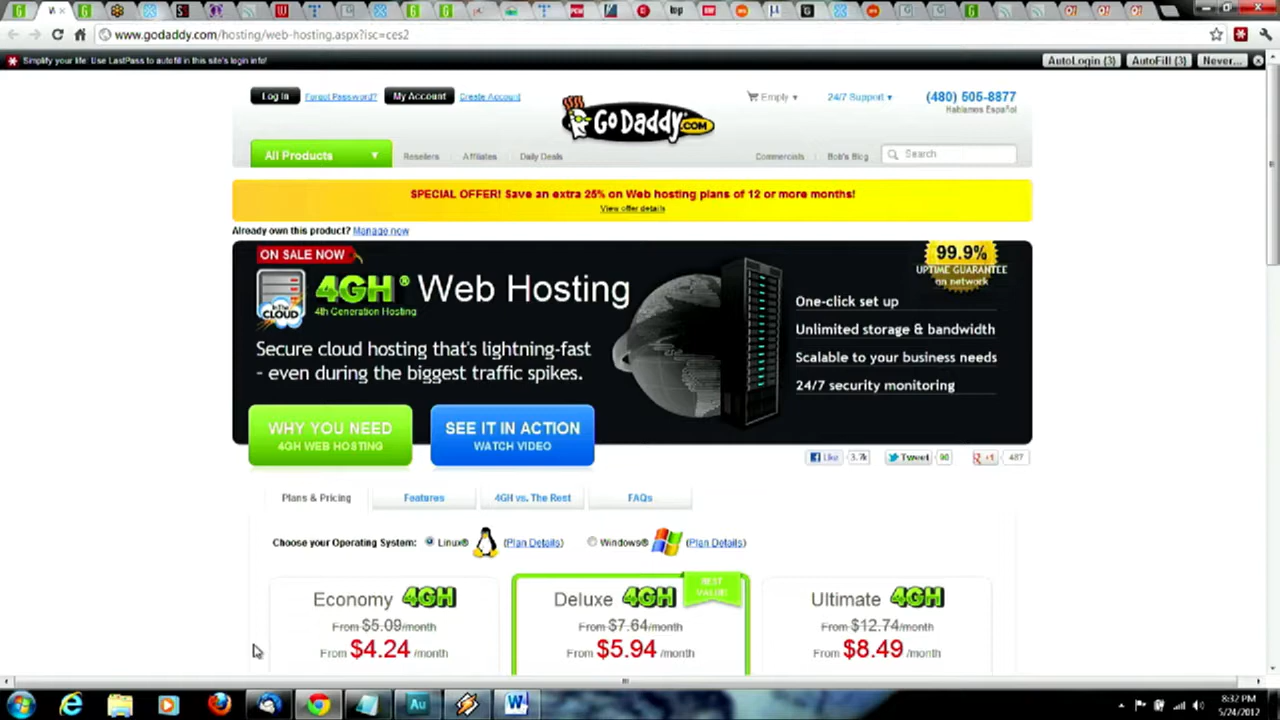 www.godaddy.com/hosting/web-hosting.aspx?isc=ces2
Simplify your life. Use LastPass to autofill in this site's login info!
AutoLogin (3)
AutoFill (3)
Never...
Log In
Forgot Password?
My Account
Create Account
GoDaddy.COM
Empty
24/7 Support
(480) 505-8877
Hablamos Español
All Products
Resellers
Affiliates
Daily Deals
Commercials
Bob's Blog
Search
SPECIAL OFFER! Save an extra 25% on Web hosting plans of 12 or more months!
View offer details
Already own this product? Manage now
ON SALE NOW
99.9%
UPTIME GUARANTEE
on network
In The
CLOUD
4GH® Web Hosting
4th Generation Hosting
Secure cloud hosting that's lightning-fast
- even during the biggest traffic spikes.
One-click set up
Unlimited storage & bandwidth
Scalable to your business needs
24/7 security monitoring
WHY YOU NEED
4GH WEB HOSTING
SEE IT IN ACTION
WATCH VIDEO
Like 3.7k
Tweet 90
+1 487
Plans & Pricing
Features
4GH vs. The Rest
FAQs
Choose your Operating System: Linux® (Plan Details) Windows® (Plan Details)
Economy 4GH
From $5.09/month
From $4.24 /month
BEST
VALUE!
Deluxe 4GH
From $7.64/month
From $5.94 /month
Ultimate 4GH
From $12.74/month
From $8.49 /month
Au
8:32 PM
5/24/2012